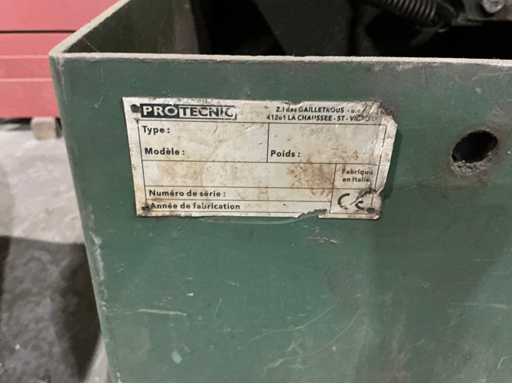 PROTECNIC
Z.I des GAILLETROUS
41261 LA CHAUSSEE - ST - VICTOR
Type :
Modèle :
Poids :
Fabriqué
en Italie
Numéro de série :
Année de fabrication
CE